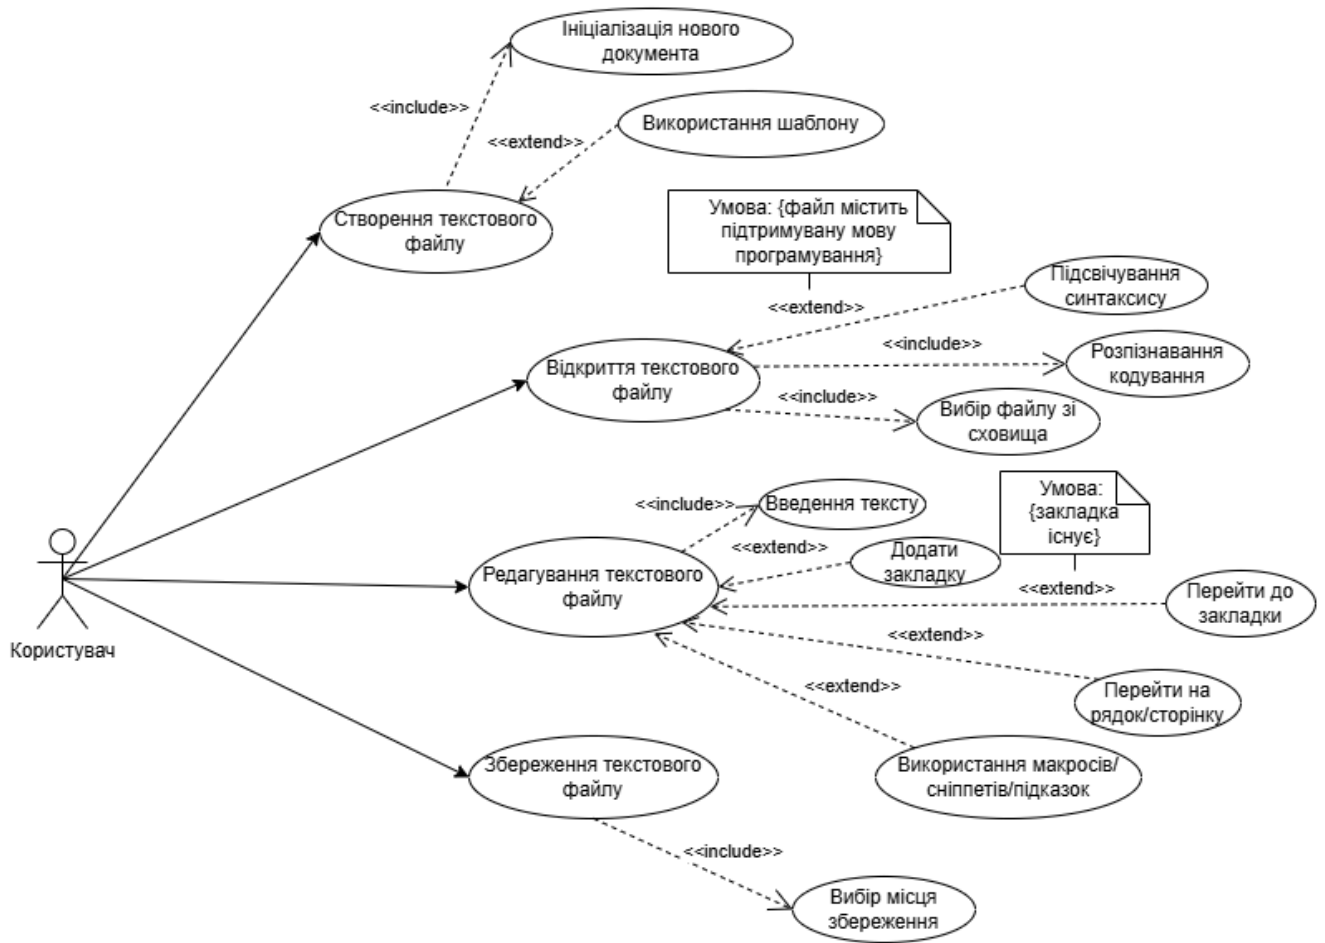 Ініціалізація нового
документа
<<include>>
Використання шаблону
<<extend>>
Створення текстового
файлу
Умова: {файл містить
підтримувану мову
програмування}
Підсвічування
синтаксису
<<extend>>
<<include>>
Розпізнавання
кодування
Відкриття текстового
файлу
<<include>>
Вибір файлу зі
сховища
Умова:
{закладка
існує}
<<include>>
Введення тексту
<<extend>>
Додати
закладку
Редагування текстового
файлу
<<extend>>
Перейти до
закладки
<<extend>>
Користувач
<<extend>>
Перейти на
рядок/сторінку
Збереження текстового
файлу
Використання макросів/
сніппетів/підказок
<<include>>
Вибір місця
збереження